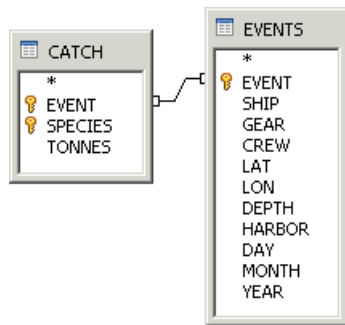 CATCH
*
EVENT
SPECIES
TONNES
EVENTS
*
EVENT
SHIP
GEAR
CREW
LAT
LON
DEPTH
HARBOR
DAY
MONTH
YEAR